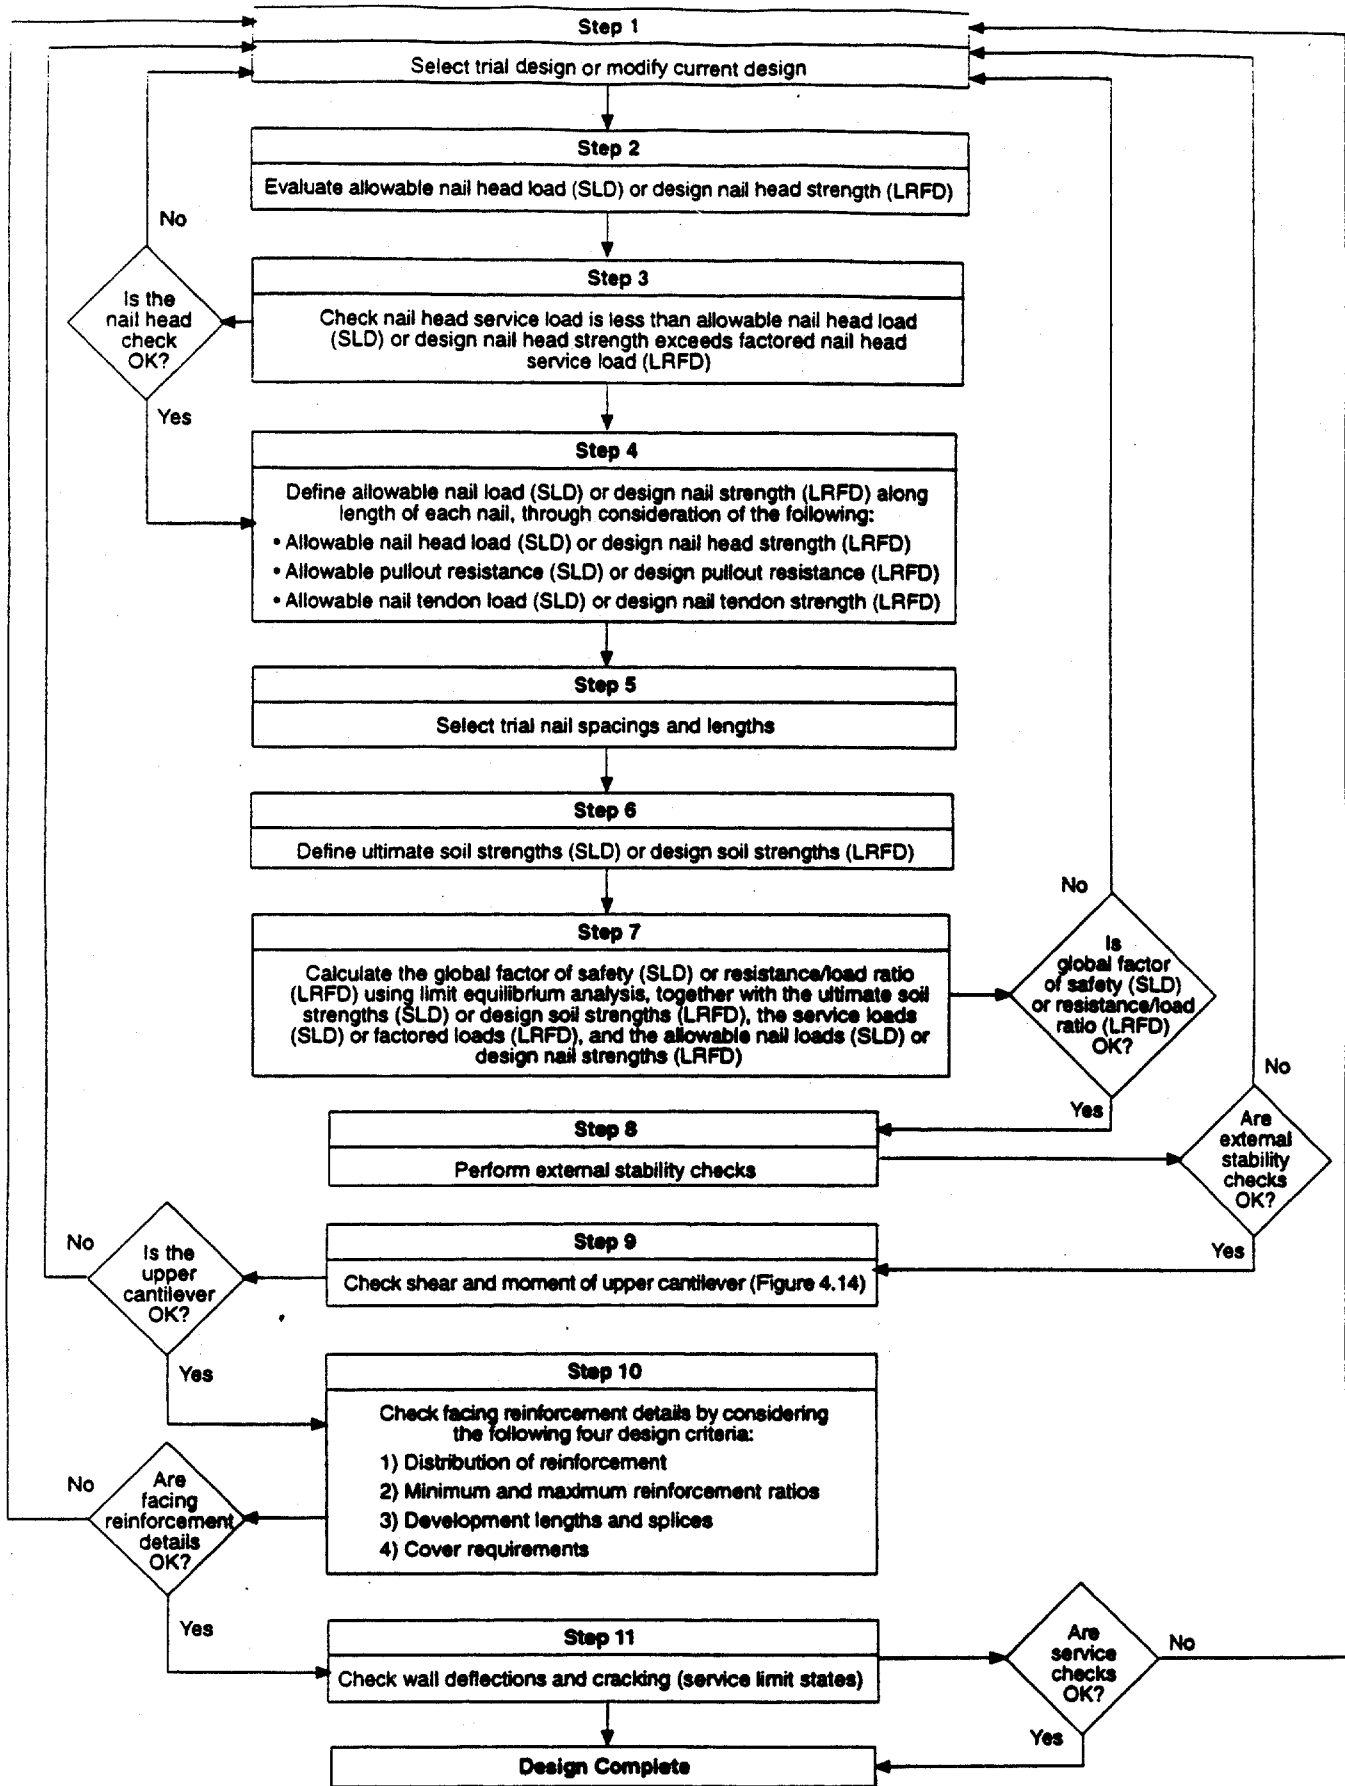 Step 1
Select trial design or modify current design
Step 2
Evaluate allowable nail head load (SLD) or design nail head strength (LRFD)
No
Is the
nail head
check
OK?
Yes
Step 3
Check nail head service load is less than allowable nail head load
(SLD) or design nail head strength exceeds factored nail head
service load (LRFD)
Step 4
Define allowable nail load (SLD) or design nail strength (LRFD) along
length of each nail, through consideration of the following:
• Allowable nail head load (SLD) or design nail head strength (LRFD)
• Allowable pullout resistance (SLD) or design pullout resistance (LRFD)
• Allowable nail tendon load (SLD) or design nail tendon strength (LRFD)
Step 5
Select trial nail spacings and lengths
Step 6
Define ultimate soil strengths (SLD) or design soil strengths (LRFD)
Step 7
Calculate the global factor of safety (SLD) or resistance/load ratio
(LRFD) using limit equilibrium analysis, together with the ultimate soil
strengths (SLD) or design soil strengths (LRFD), the service loads
(SLD) or factored loads (LRFD), and the allowable nail loads (SLD) or
design nail strengths (LRFD)
No
Is
global factor
of safety (SLD)
or resistance/load
ratio (LRFD)
OK?
Yes
Step 8
Perform external stability checks
No
Are
external
stability
checks
OK?
Yes
Step 9
Check shear and moment of upper cantilever (Figure 4.14)
No
Is the
upper
cantilever
OK?
Yes
Step 10
Check facing reinforcement details by considering
the following four design criteria:
1) Distribution of reinforcement
2) Minimum and maximum reinforcement ratios
3) Development lengths and splices
4) Cover requirements
No
Are
facing
reinforcement
details
OK?
Yes
Step 11
Check wall deflections and cracking (service limit states)
Are
service
checks
OK?
No
Yes
Design Complete